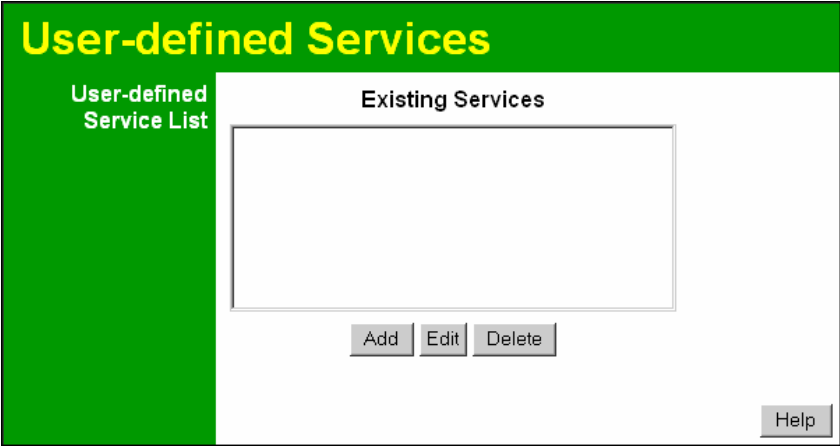 User-defined Services
User-defined
Service List
Existing Services
Add Edit Delete
Help